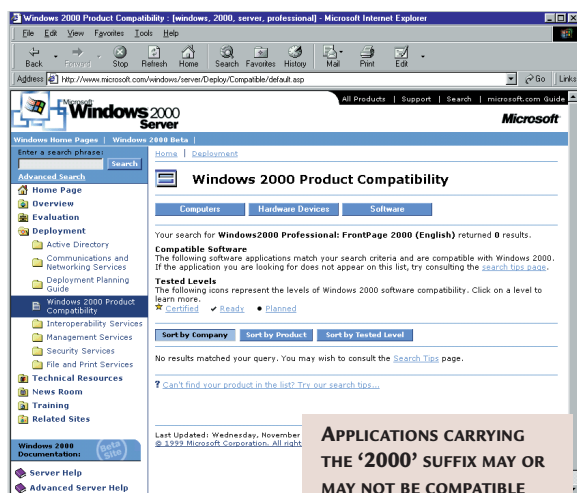 Windows 2000 Product Compatibility : [windows, 2000, server, professional] - Microsoft Internet Explorer
File Edit View Favorites Tools Help
Back Forward Stop Refresh Home Search Favorites History Mail Print Edit
Address http://www.microsoft.com/windows/server/Deploy/Compatible/default.asp Go Links
All Products | Support | Search | microsoft.com Guide
Microsoft
Windows 2000
Server
Microsoft
Windows Home Pages | Windows 2000 Beta |
Enter a search phrase:
Search
Advanced Search
Home Page
Overview
Evaluation
Deployment
Active Directory
Communications and
Networking Services
Deployment Planning
Guide
Windows 2000 Product
Compatibility
Interoperability Services
Management Services
Security Services
File and Print Services
Technical Resources
News Room
Training
Related Sites
Windows 2000
Documentation:
Beta
Site
Server Help
Advanced Server Help
Home | Deployment
Windows 2000 Product Compatibility
Computers Hardware Devices Software
Your search for Windows2000 Professional: FrontPage 2000 (English) returned 0 results.
Compatible Software
The following software applications match your search criteria and are compatible with Windows 2000.
If the application you are looking for does not appear on this list, try consulting the search tips page.
Tested Levels
The following icons represent the levels of Windows 2000 software compatibility. Click on a level to
learn more.
Certified Ready Planned
Sort by Company Sort by Product Sort by Tested Level
No results matched your query. You may wish to consult the Search Tips page.
? Can't find your product in the list? Try our search tips...
Last Updated: Wednesday, November
© 1999 Microsoft Corporation. All right
APPLICATIONS CARRYING
THE '2000' SUFFIX MAY OR
MAY NOT BE COMPATIBLE